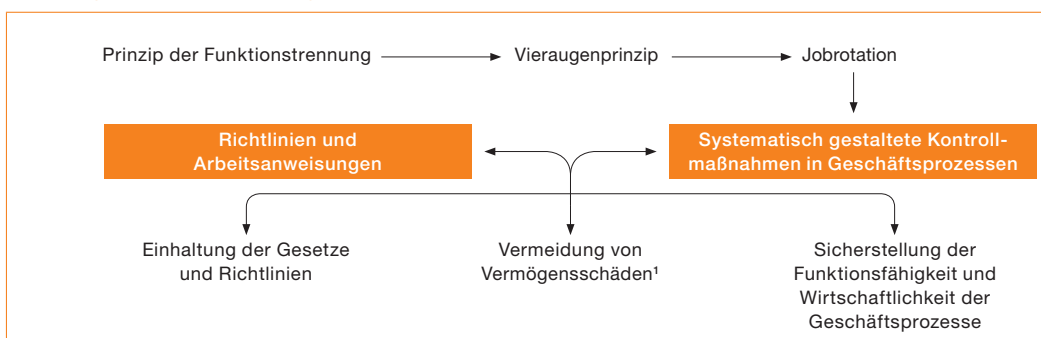 Prinzip der Funktionstrennung
Vieraugenprinzip
Jobrotation
Richtlinien und
Arbeitsanweisungen
Systematisch gestaltete Kontroll-
maßnahmen in Geschäftsprozessen
Einhaltung der Gesetze
und Richtlinien
Vermeidung von
Vermögensschäden¹
Sicherstellung der
Funktionsfähigkeit und
Wirtschaftlichkeit der
Geschäftsprozesse